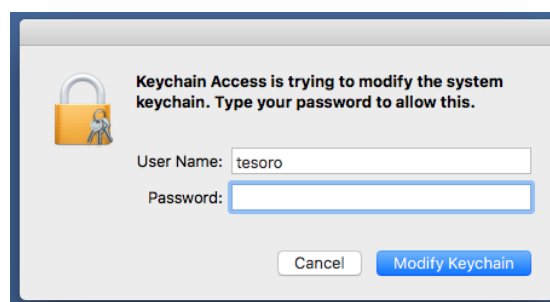 Keychain Access is trying to modify the system
keychain. Type your password to allow this.
User Name: tesoro
Password:
Cancel Modify Keychain